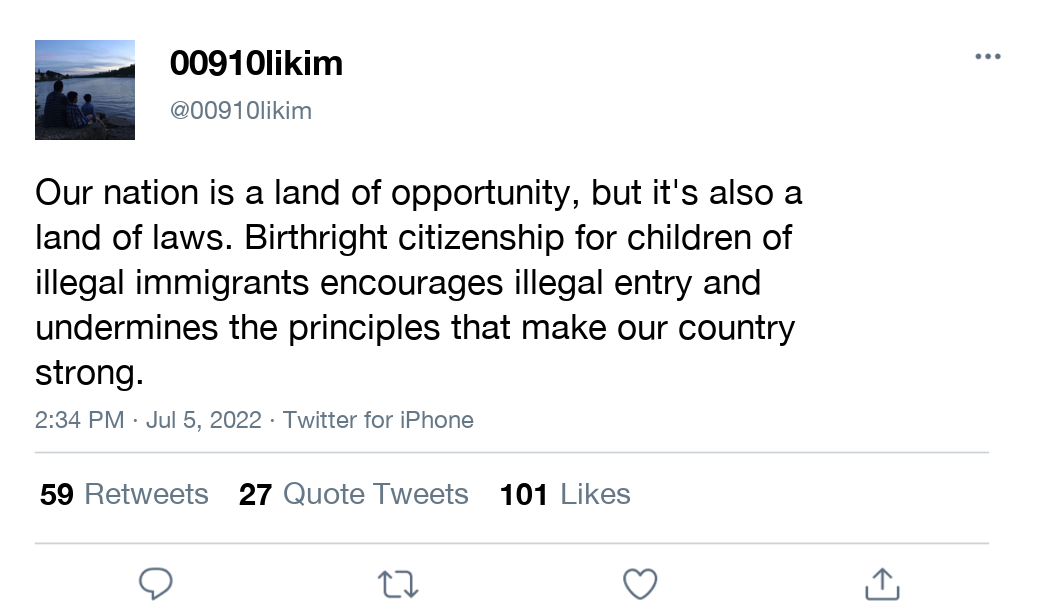 00910likim
@00910likim
Our nation is a land of opportunity, but it's also a
land of laws. Birthright citizenship for children of
illegal immigrants encourages illegal entry and
undermines the principles that make our country
strong.
2:34 PM · Jul 5, 2022 · Twitter for iPhone
59 Retweets 27 Quote Tweets 101 Likes